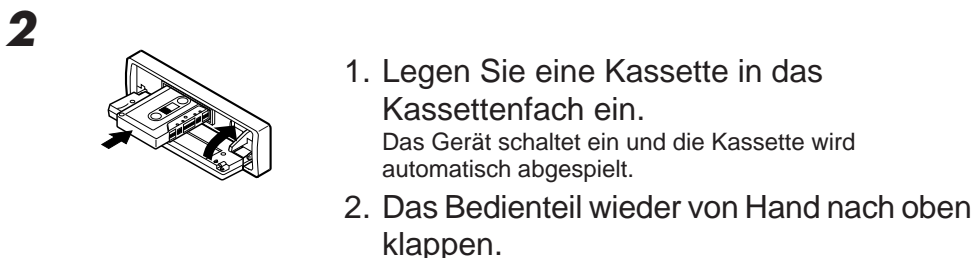 2
1. Legen Sie eine Kassette in das
Kassettenfach ein.
Das Gerät schaltet ein und die Kassette wird
automatisch abgespielt.
2. Das Bedienteil wieder von Hand nach oben
klappen.